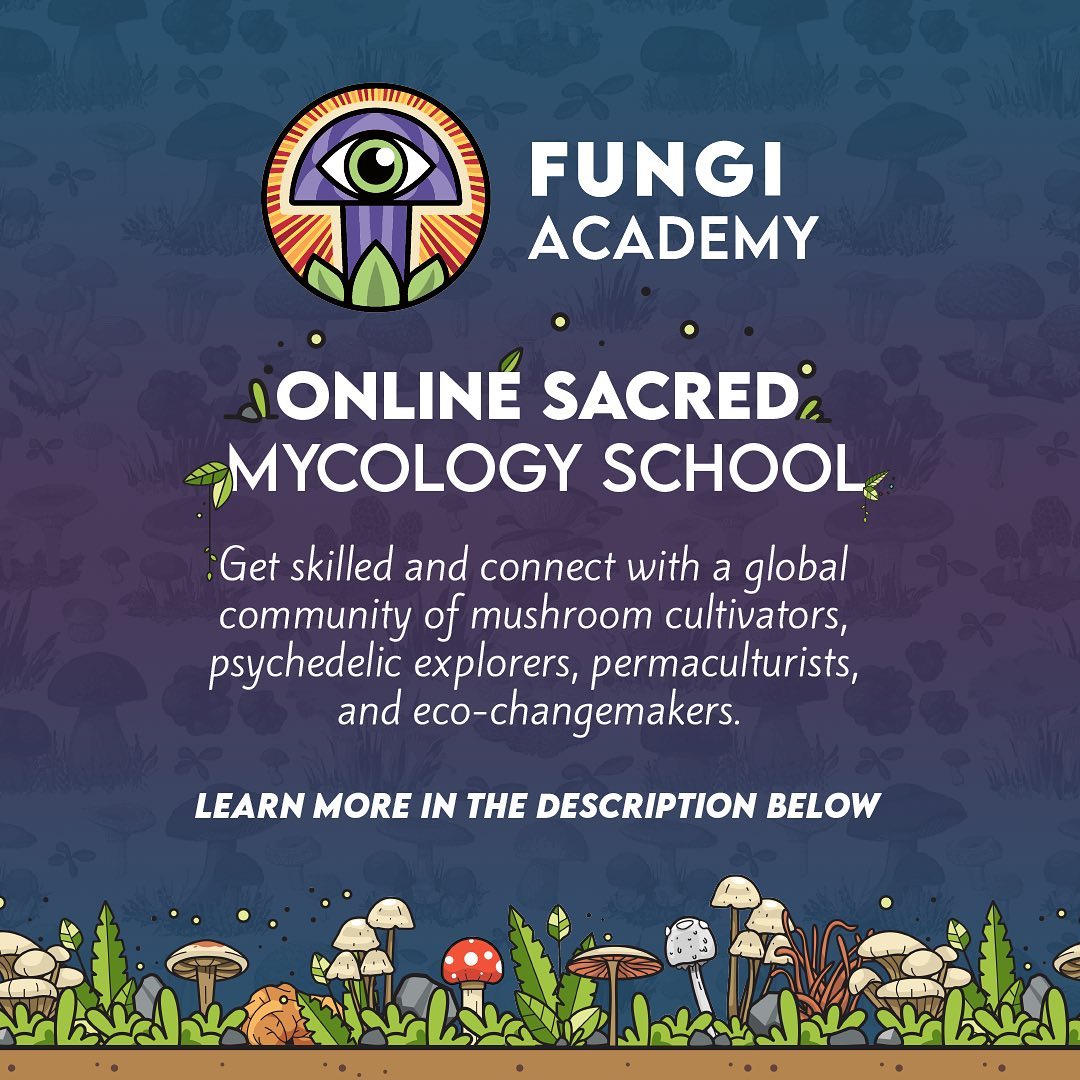 FUNGI
ACADEMY
ONLINE SACRED
MYCOLOGY SCHOOL
Get skilled and connect with a global
community of mushroom cultivators,
psychedelic explorers, permaculturists,
and eco-changemakers.
LEARN MORE IN THE DESCRIPTION BELOW